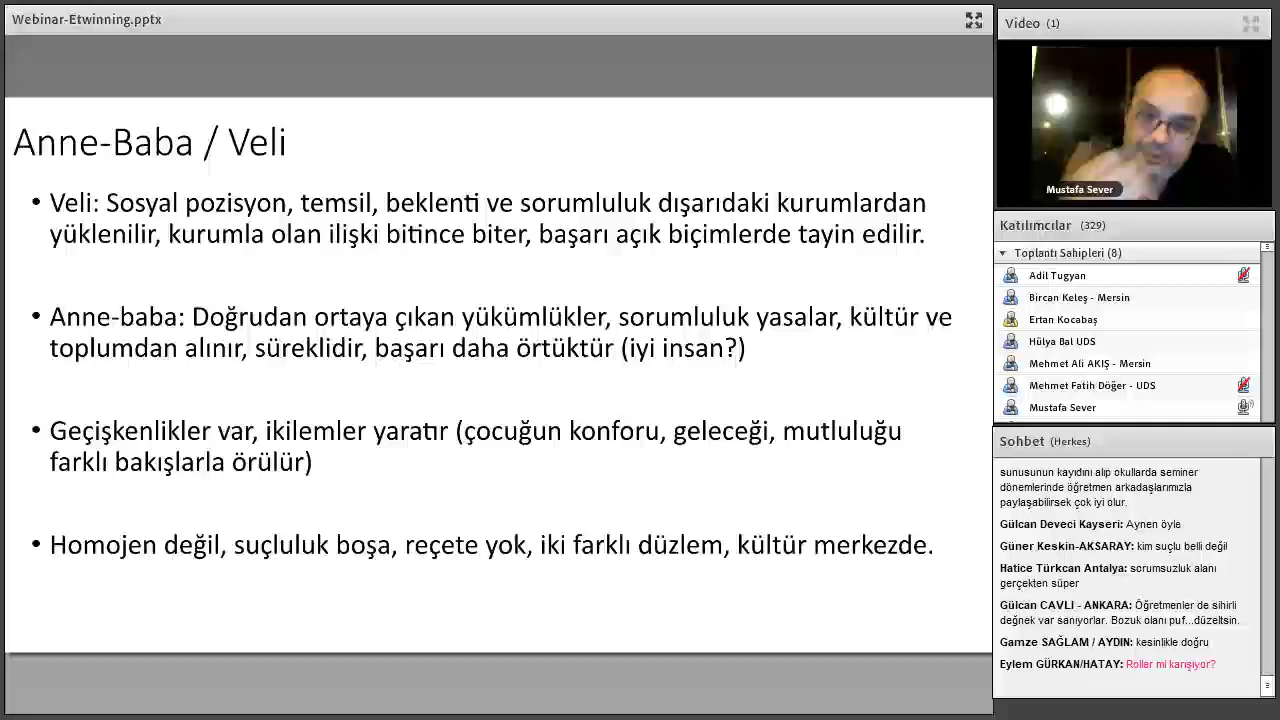 Webinar-Etwinning.pptx
Anne-Baba / Veli
• Veli: Sosyal pozisyon, temsil, beklenti ve sorumluluk dışarıdaki kurumlardan
yüklenilir, kurumla olan ilişki bitince biter, başarı açık biçimlerde tayin edilir.
• Anne-baba: Doğrudan ortaya çıkan yükümlükler, sorumluluk yasalar, kültür ve
toplumdan alınır, süreklidir, başarı daha örtüktür (iyi insan?)
• Geçişkenlikler var, ikilemler yaratır (çocuğun konforu, geleceği, mutluluğu
farklı bakışlarla örülür)
• Homojen değil, suçluluk boşa, reçete yok, iki farklı düzlem, kültür merkezde.
Video (1)
Mustafa Sever
Katılımcılar (329)
Toplantı Sahipleri (8)
Adil Tugyan
Bircan Keleş - Mersin
Ertan Kocabaş
Hülya Bal UDS
Mehmet Ali AKIŞ - Mersin
Mehmet Fatih Döğer - UDS
Mustafa Sever
Sohbet (Herkes)
sunusunun kayıdını alıp okullarda seminer
dönemlerinde öğretmen arkadaşlarımızla
paylaşabilirsek çok iyi olur.
Gülcan Deveci Kayseri: Aynen öyle
Güner Keskin-AKSARAY: kim suçlu belli değil
Hatice Türkcan Antalya: sorumsuzluk alanı
gerçekten süper
Gülcan CAVLI - ANKARA: Öğretmenler de sihirli
değnek var sanıyorlar. Bozuk olanı puf...düzeltsin.
Gamze SAĞLAM / AYDIN: kesinlikle doğru
Eylem GÜRKAN/HATAY: Roller mi karışıyor?